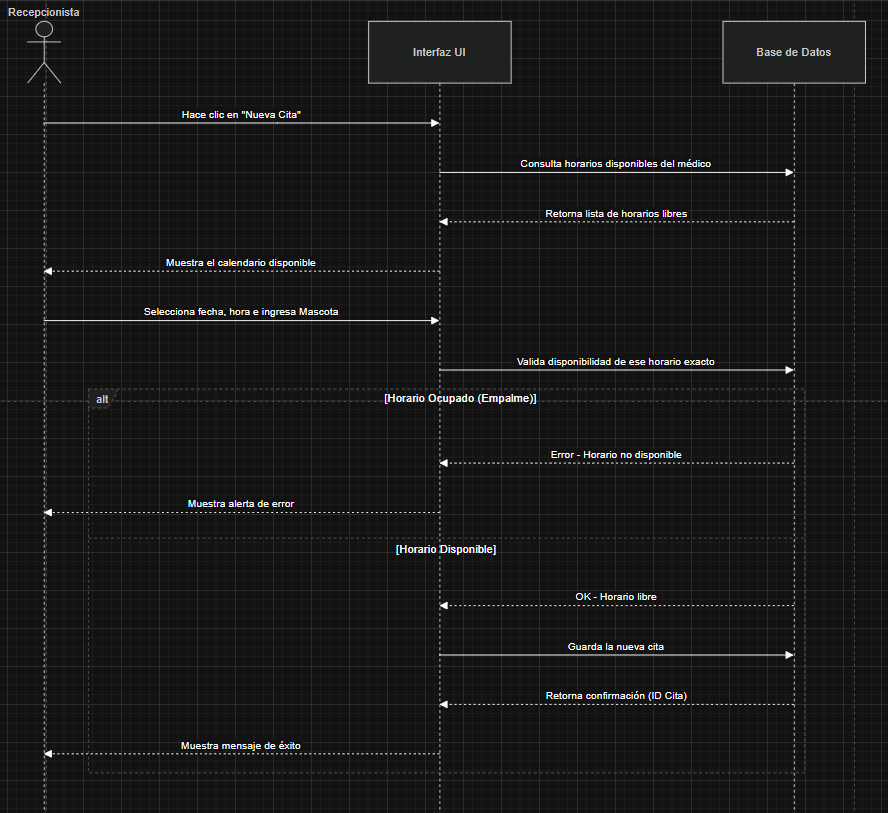 Recepcionista
Interfaz UI
Base de Datos
Hace clic en "Nueva Cita"
Consulta horarios disponibles del médico
Retorna lista de horarios libres
Muestra el calendario disponible
Selecciona fecha, hora e ingresa Mascota
Valida disponibilidad de ese horario exacto
alt
[Horario Ocupado (Empalme)]
Error - Horario no disponible
Muestra alerta de error
[Horario Disponible]
OK - Horario libre
Guarda la nueva cita
Retorna confirmación (ID Cita)
Muestra mensaje de éxito